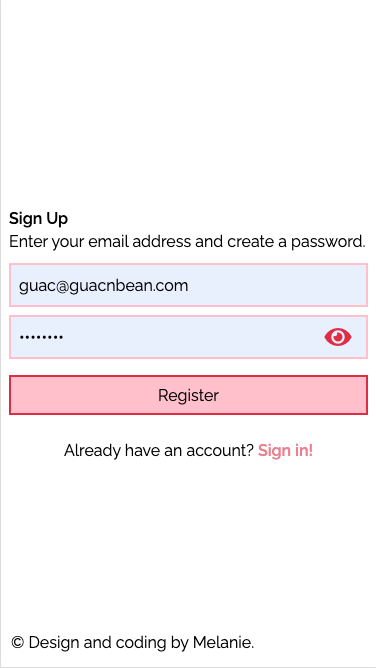 Sign Up
Enter your email address and create a password.
guac@guacnbean.com
••••••••
Register
Already have an account? Sign in!
© Design and coding by Melanie.